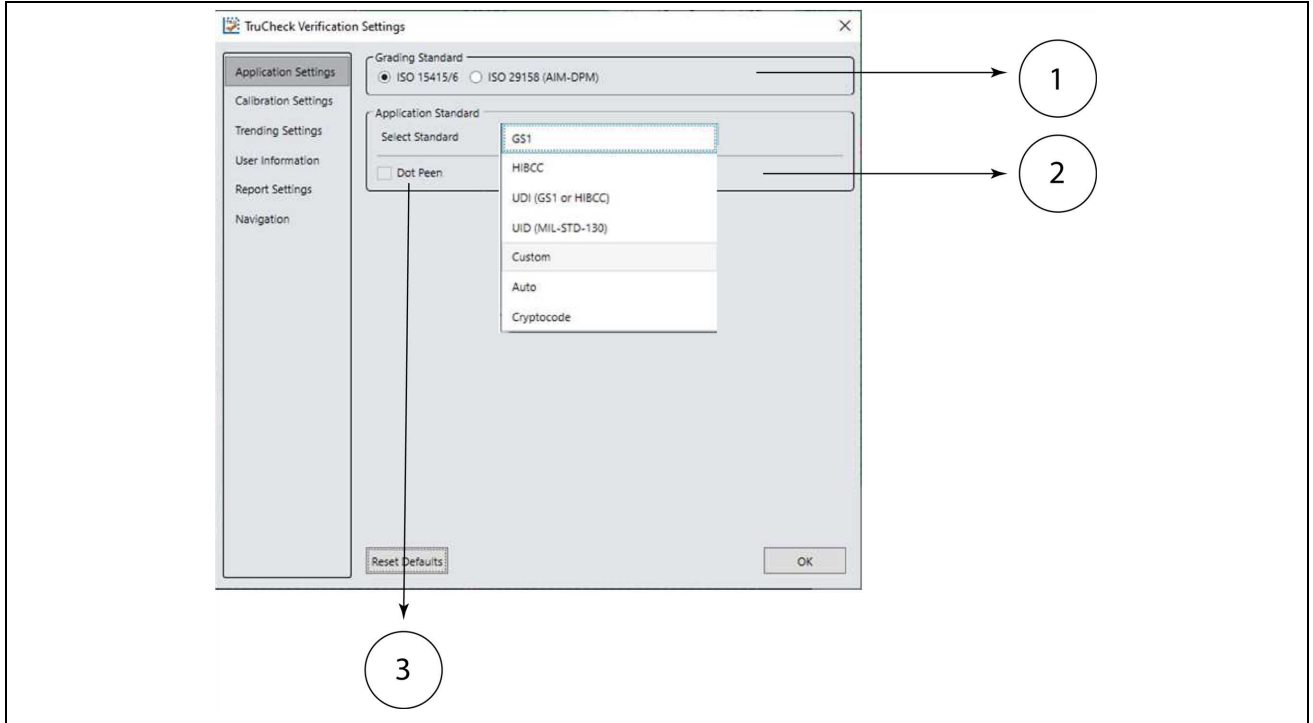 TruCheck Verification Settings
Application Settings
Calibration Settings
Trending Settings
User Information
Report Settings
Navigation
Grading Standard
ISO 15415/6 ISO 29158 (AIM-DPM)
Application Standard
Select Standard
GS1
HIBCC
UDI (GS1 or HIBCC)
UID (MIL-STD-130)
Custom
Auto
Cryptocode
Dot Peen
Reset Defaults
OK
1
2
3